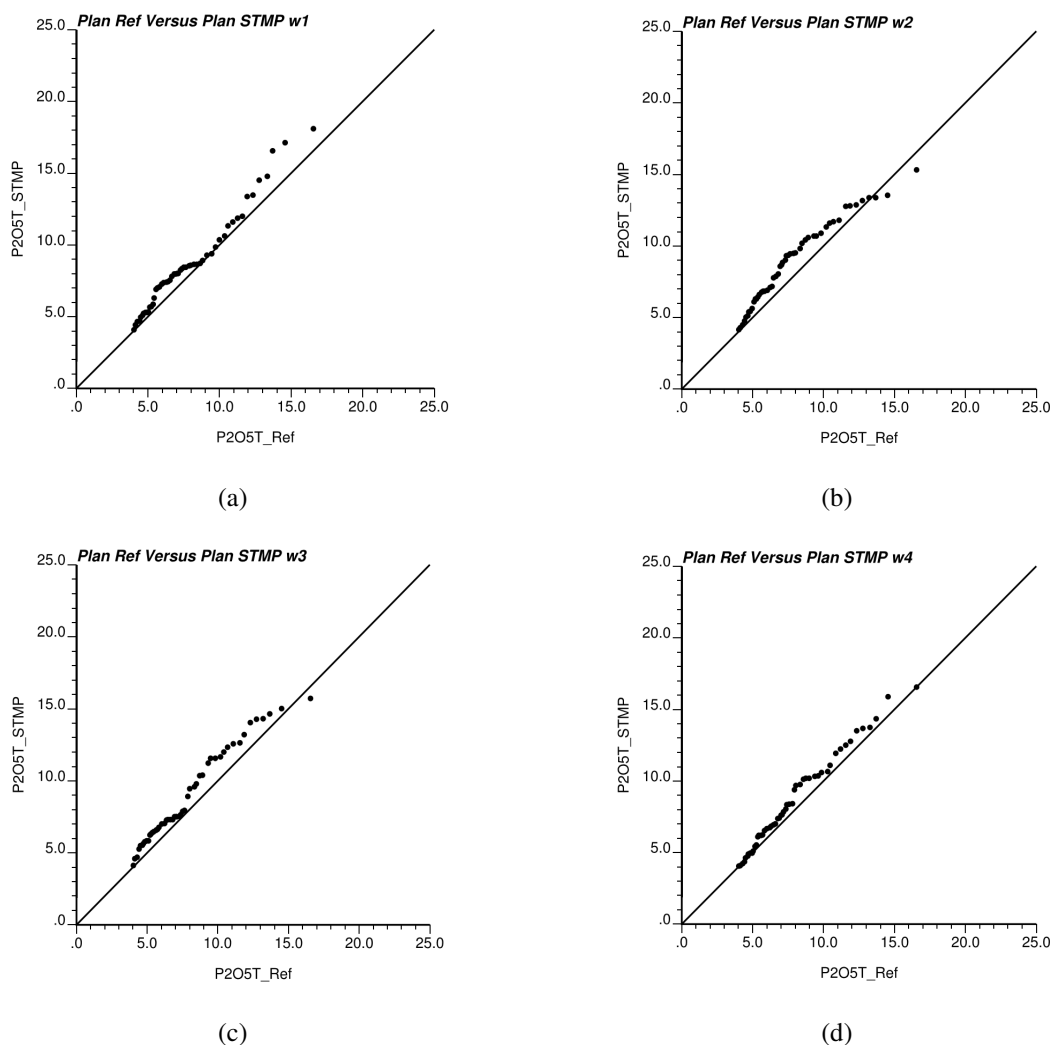 Plan Ref Versus Plan STMP w1
25.0
20.0
15.0
10.0
5.0
.0
P2O5T_STMP
.0 5.0 10.0 15.0 20.0 25.0
P2O5T_Ref
(a)
Plan Ref Versus Plan STMP w2
25.0
20.0
15.0
10.0
5.0
.0
P2O5T_STMP
.0 5.0 10.0 15.0 20.0 25.0
P2O5T_Ref
(b)
Plan Ref Versus Plan STMP w3
25.0
20.0
15.0
10.0
5.0
.0
P2O5T_STMP
.0 5.0 10.0 15.0 20.0 25.0
P2O5T_Ref
(c)
Plan Ref Versus Plan STMP w4
25.0
20.0
15.0
10.0
5.0
.0
P2O5T_STMP
.0 5.0 10.0 15.0 20.0 25.0
P2O5T_Ref
(d)